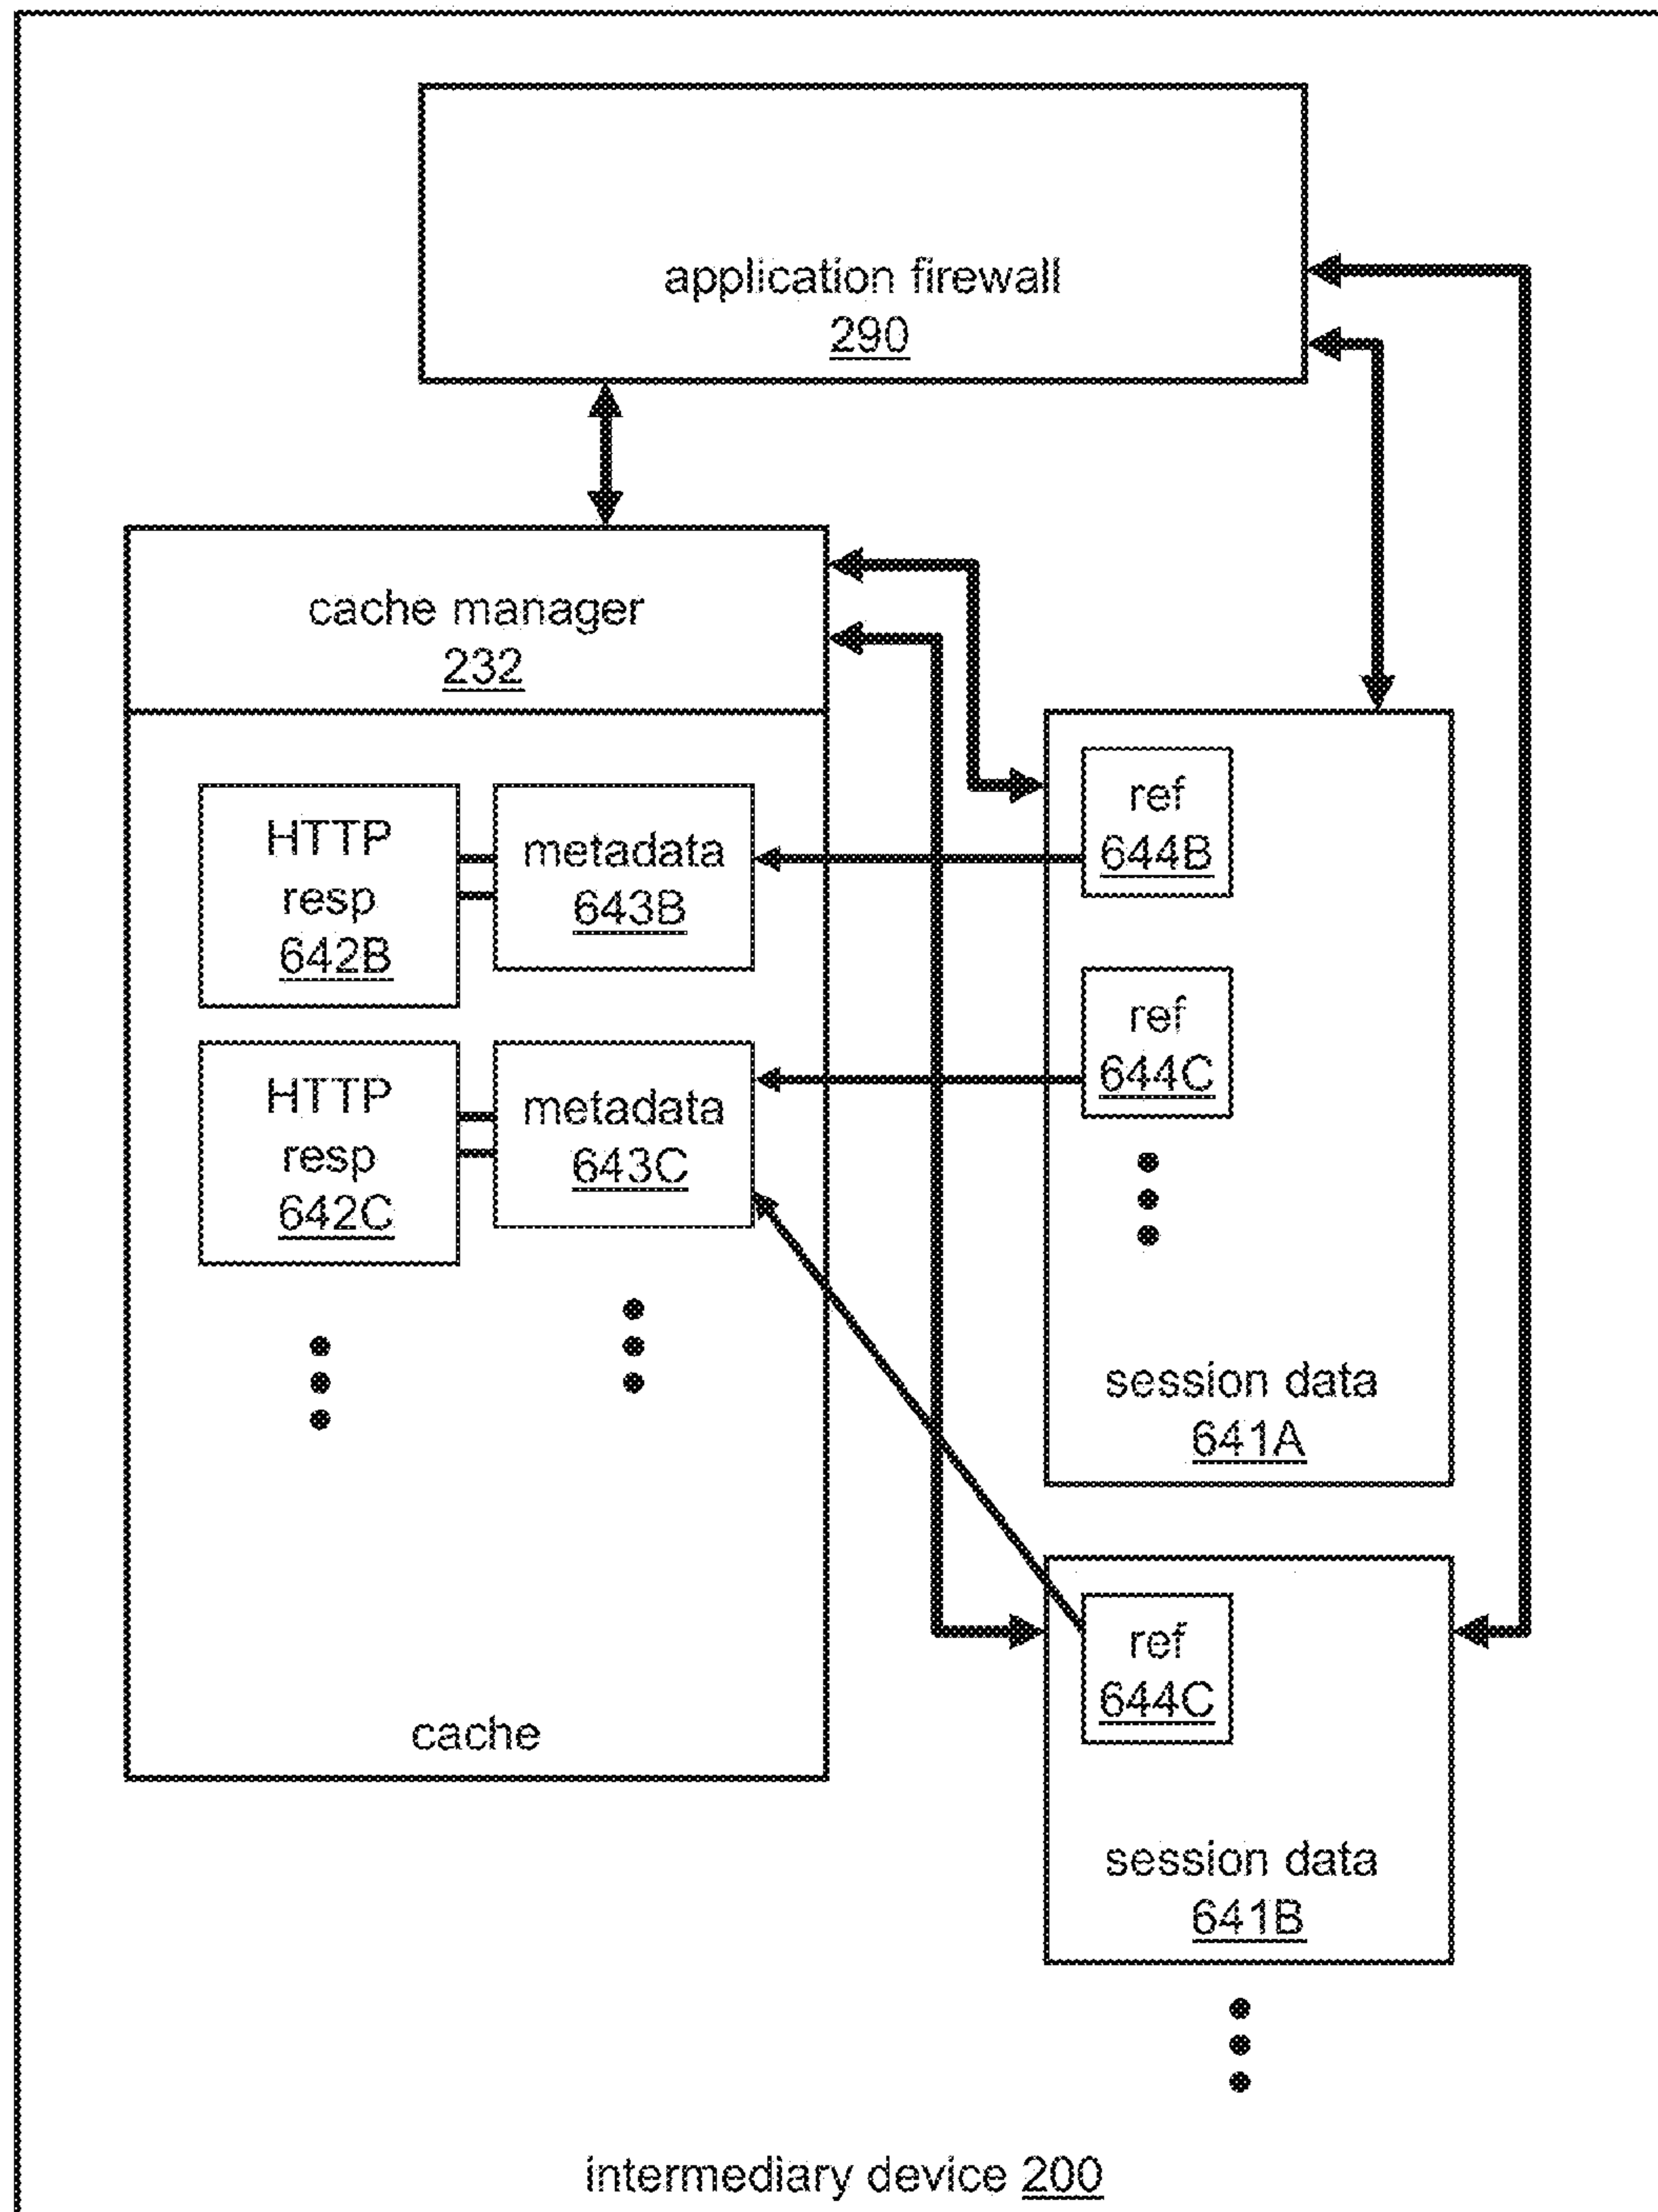 application firewall
290
cache manager
232
HTTP
resp
642B
metadata
643B
ref
644B
HTTP
resp
642C
metadata
643C
ref
644C
session data
641A
cache
ref
644C
session data
641B
intermediary device 200